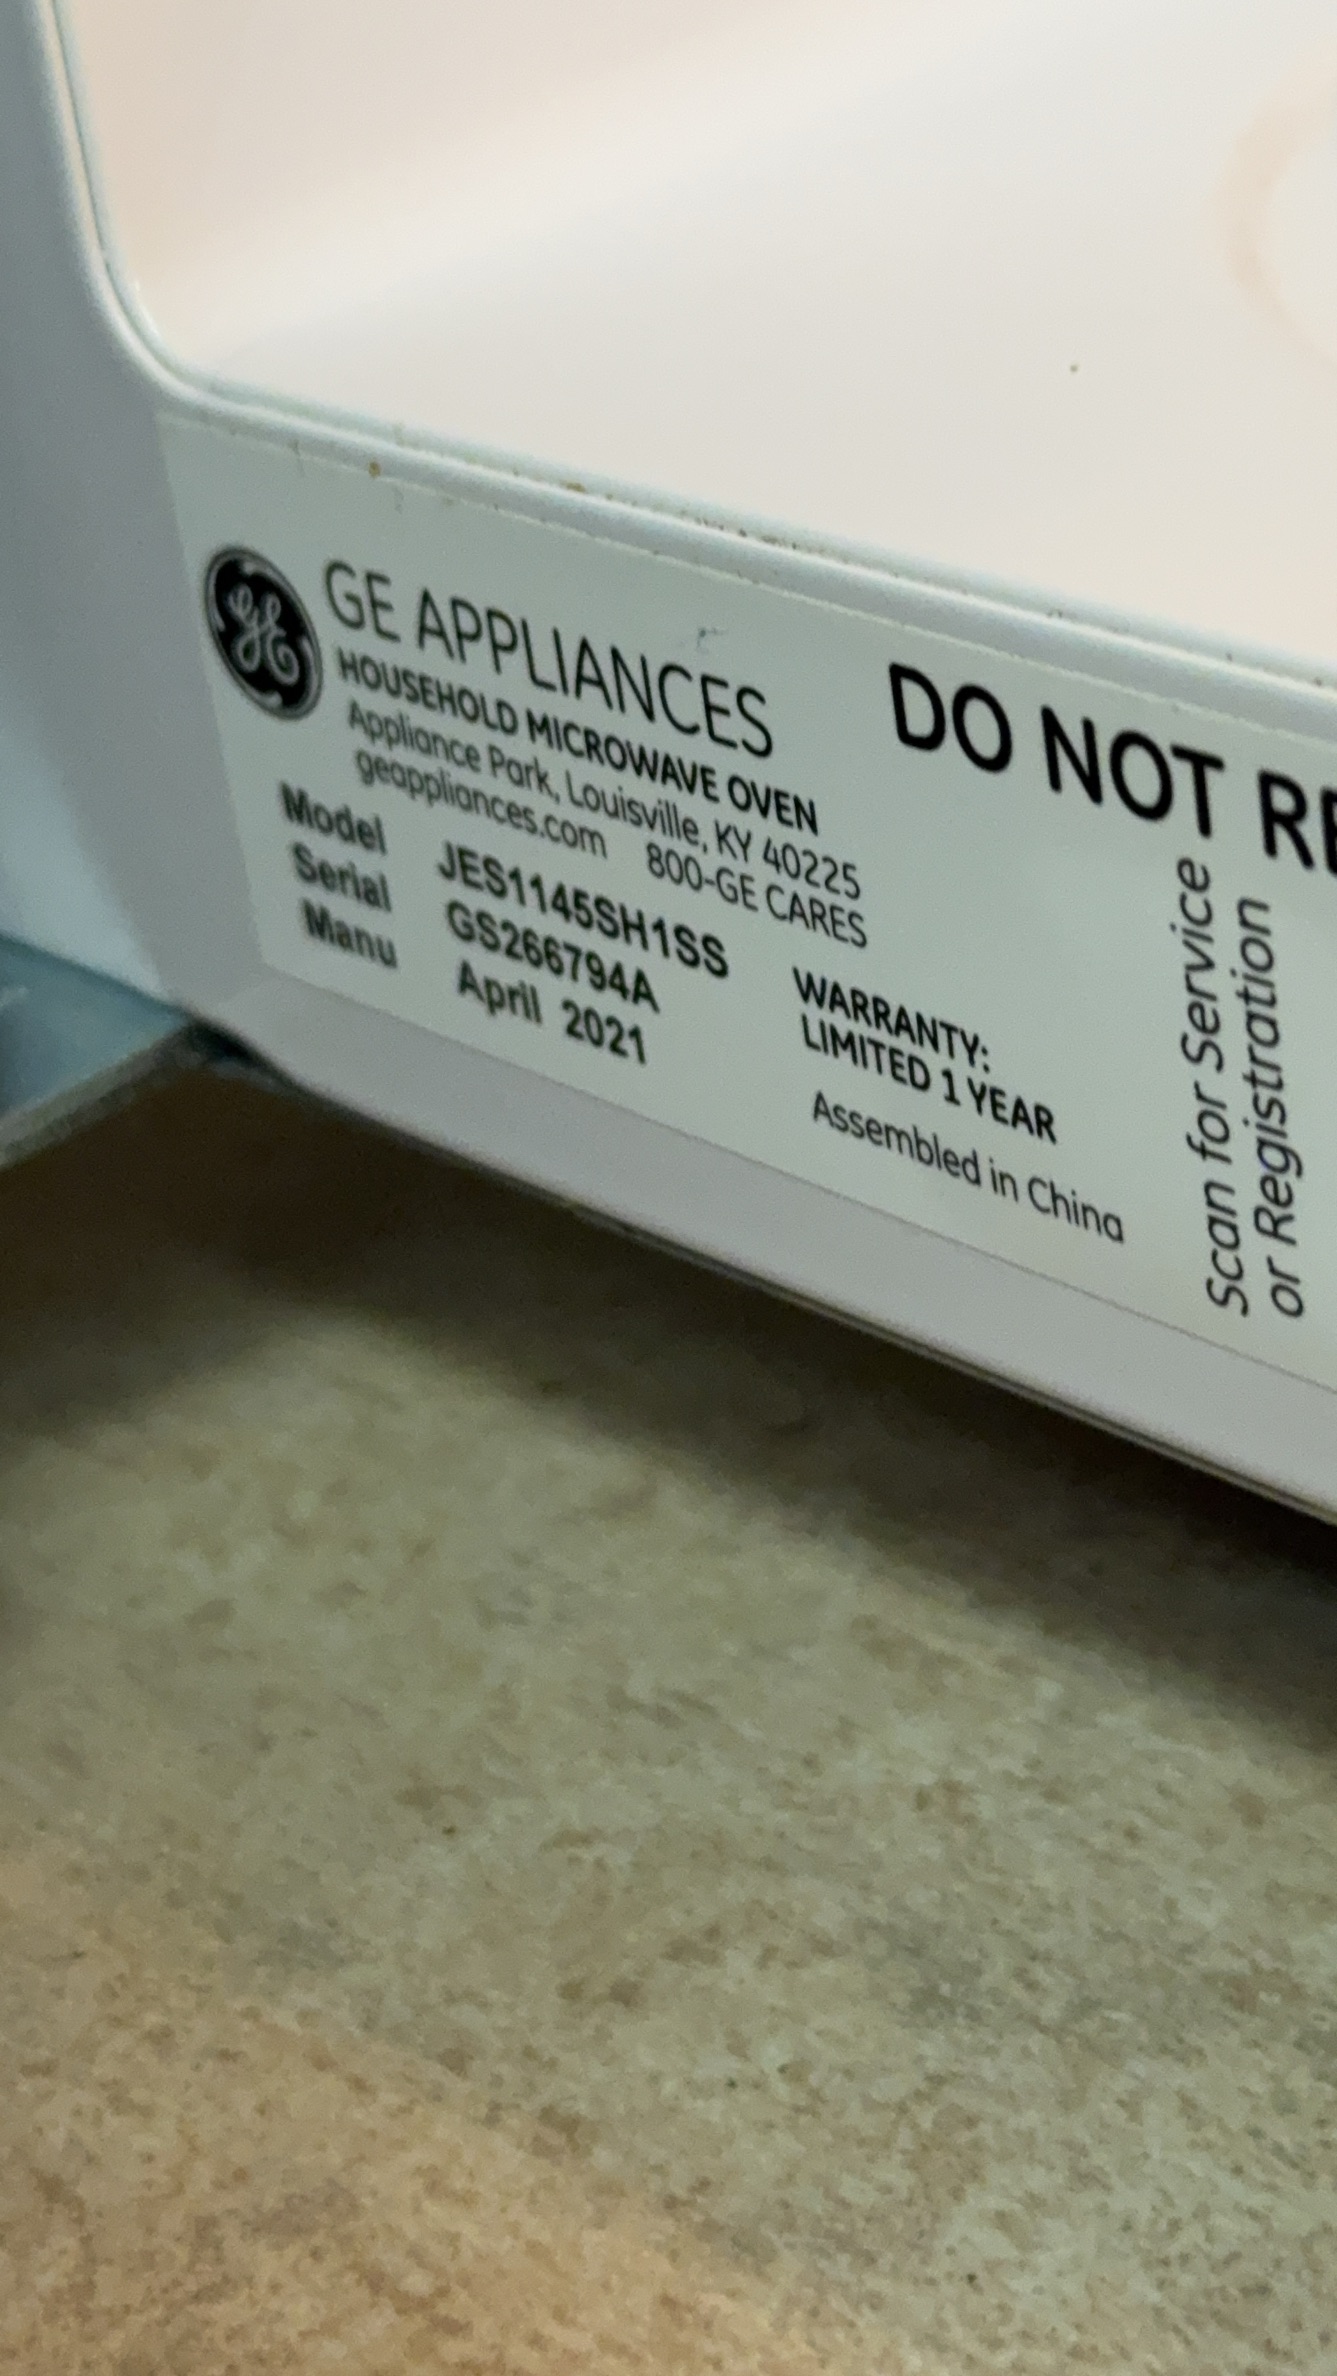 GE APPLIANCES
HOUSEHOLD MICROWAVE OVEN
Appliance Park, Louisville, KY 40225
geappliances.com 800-GE CARES
Model JES1145SH1SS
Serial GS266794A
Manu April 2021
WARRANTY:
LIMITED 1 YEAR
Assembled in China
DO NOT
Scan for Service
or Registration